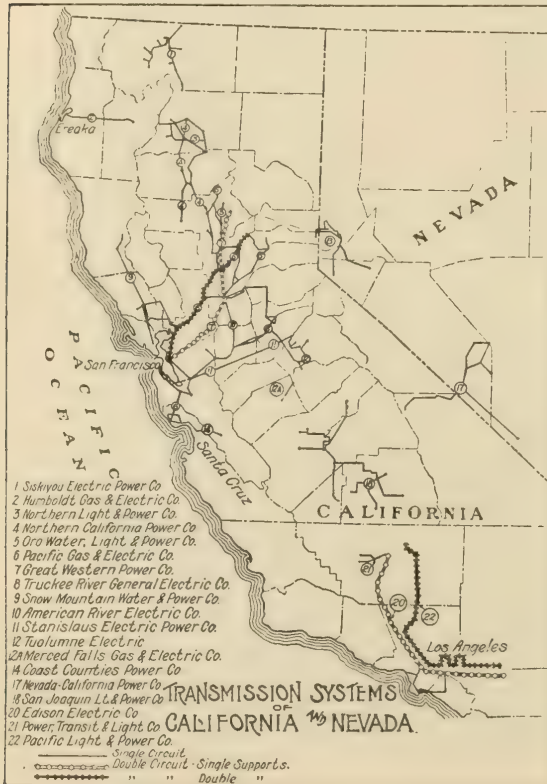 Ereaka
NEVADA
PACIFIC
OCEAN
San Francisco
Santa Cruz
CALIFORNIA
Los Angeles
20
22
1 Siskiyou Electric Power Co
2 Humboldt Gas & Electric Co.
3 Northern Light & Power Co.
4 Northern California Power Co.
5 Oro Water, Light & Power Co.
6 Pacific Gas & Electric Co.
7 Great Western Power Co.
8 Truckee River General Electric Co.
9 Snow Mountain Water & Power Co.
10 American River Electric Co.
11 Stanislaus Electric Power Co.
12 Tuolumne Electric
12A Merced Falls Gas & Electric Co.
14 Coast Counties Power Co
17 Nevada-California Power Co
18 San Joaquin Lt. & Power Co
20 Edison Electric Co
21 Power, Transit & Light Co
22 Pacific Light & Power Co.
TRANSMISSION SYSTEMS
OF
CALIFORNIA AND NEVADA.
Single Circuit
Double Circuit - Single Supports.
" " Double "